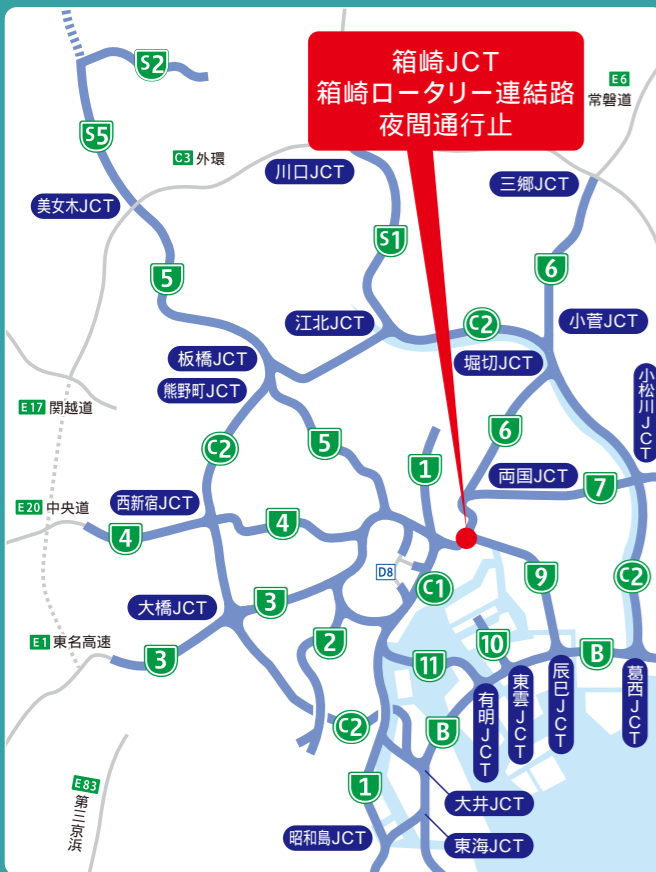 箱崎JCT
箱崎ロータリー連結路
夜間通行止
S2
E6
常磐道
S5
C3 外環
川口JCT
三郷JCT
美女木JCT
S1
5
6
江北JCT
C2
小菅JCT
板橋JCT
堀切JCT
熊野町JCT
小松川JCT
E17 関越道
C2
5
6
1
両国JCT
7
E20 中央道
西新宿JCT
4
4
D8
9
C2
C1
大橋JCT
3
2
10
E1 東名高速
3
11
B
有明JCT
東雲JCT
辰巳JCT
葛西JCT
C2
B
E83
第三京浜
1
大井JCT
昭和島JCT
東海JCT